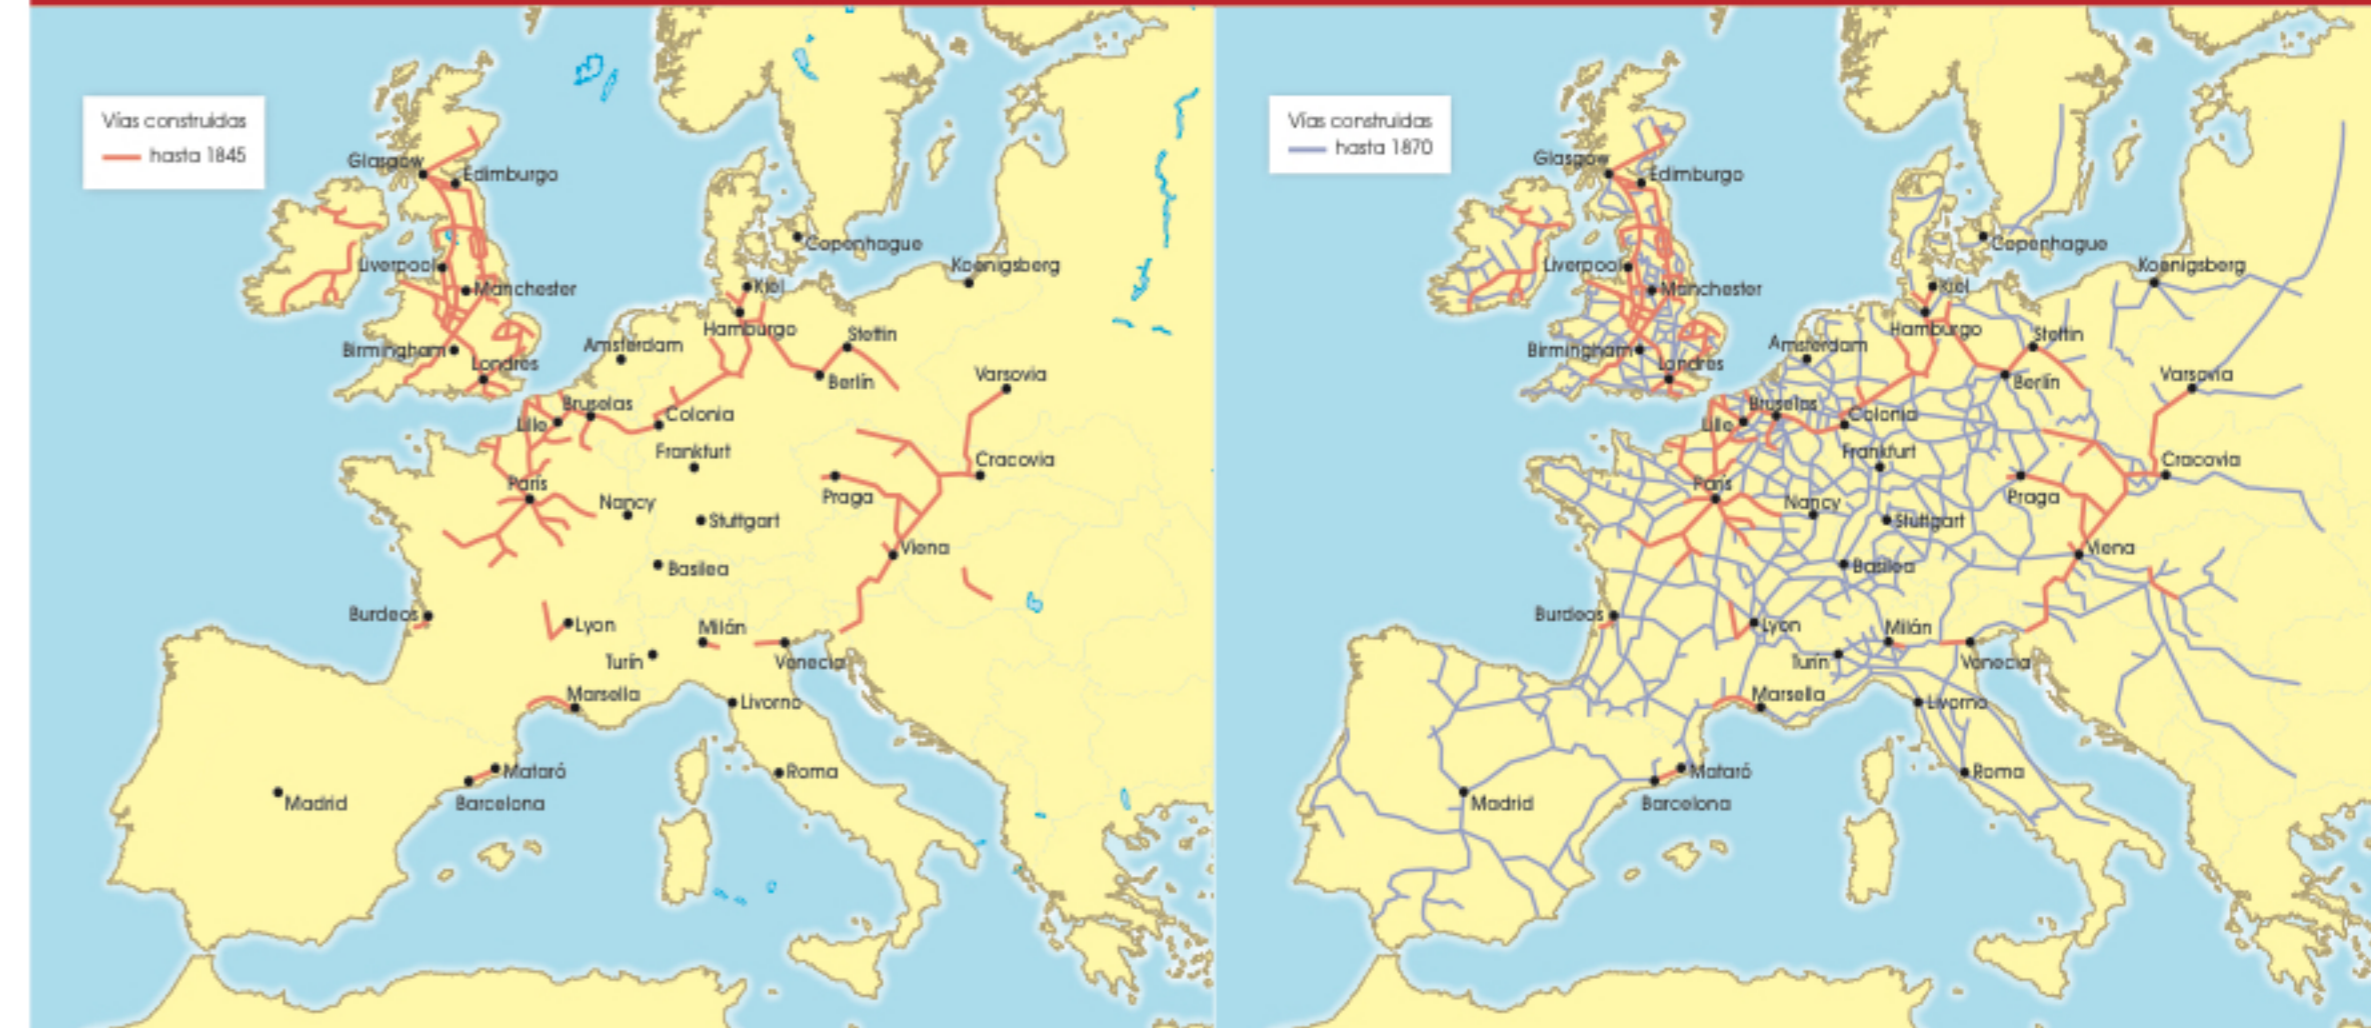 Vías construidas
hasta 1845
Glasgow
Edimburgo
Copenhague
Liverpool
Manchester
Koenigsberg
Kiel
Hamburgo
Amsterdam
Stettin
Birmingham
Londres
Berlín
Varsovia
Bruselas
Lille
Colonia
Frankfurt
Cracovia
París
Nancy
Praga
Stuttgart
Viena
Basilea
Burdeos
Lyon
Milán
Turín
Venecia
Marsella
Livorno
Mataró
Roma
Madrid
Barcelona
Vías construidas
hasta 1870
Glasgow
Edimburgo
Copenhague
Liverpool
Manchester
Koenigsberg
Kiel
Hamburgo
Amsterdam
Stettin
Birmingham
Londres
Berlín
Varsovia
Bruselas
Lille
Colonia
Frankfurt
Cracovia
París
Nancy
Praga
Stuttgart
Viena
Basilea
Burdeos
Lyon
Milán
Turín
Venecia
Marsella
Livorno
Mataró
Roma
Madrid
Barcelona